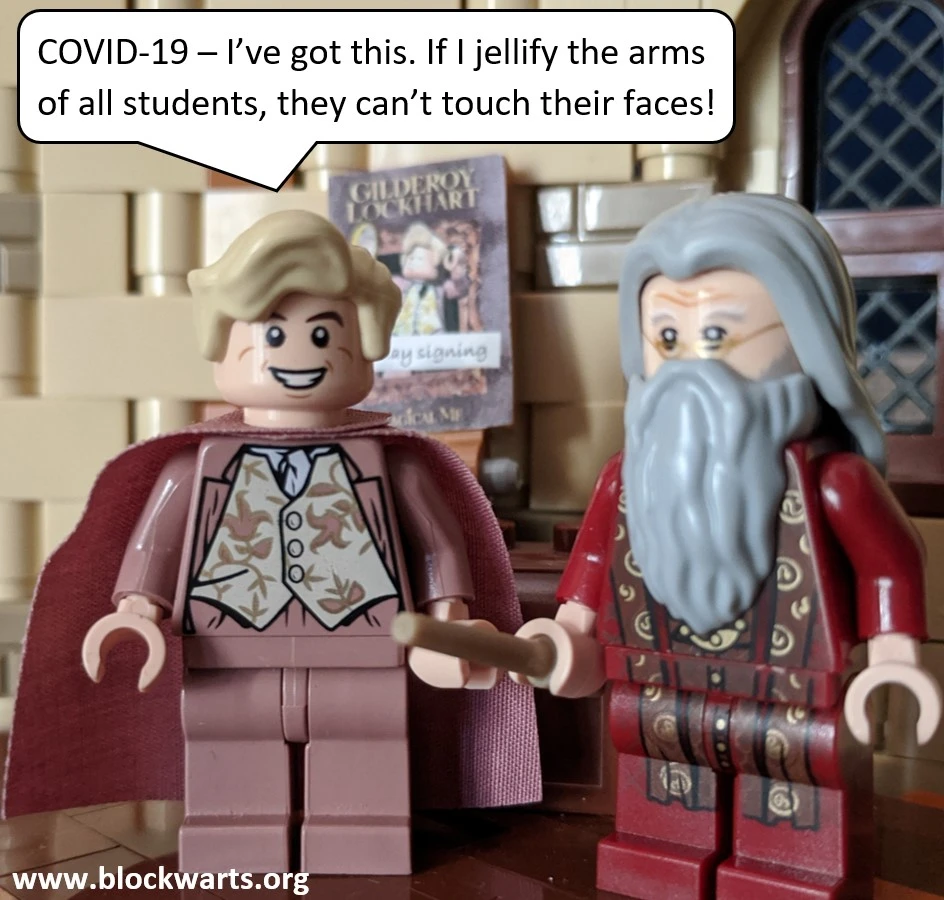 COVID-19 – I’ve got this. If I jellify the arms
of all students, they can’t touch their faces!
GILDEROY
LOCKHART
signing
ME
www.blockwarts.org